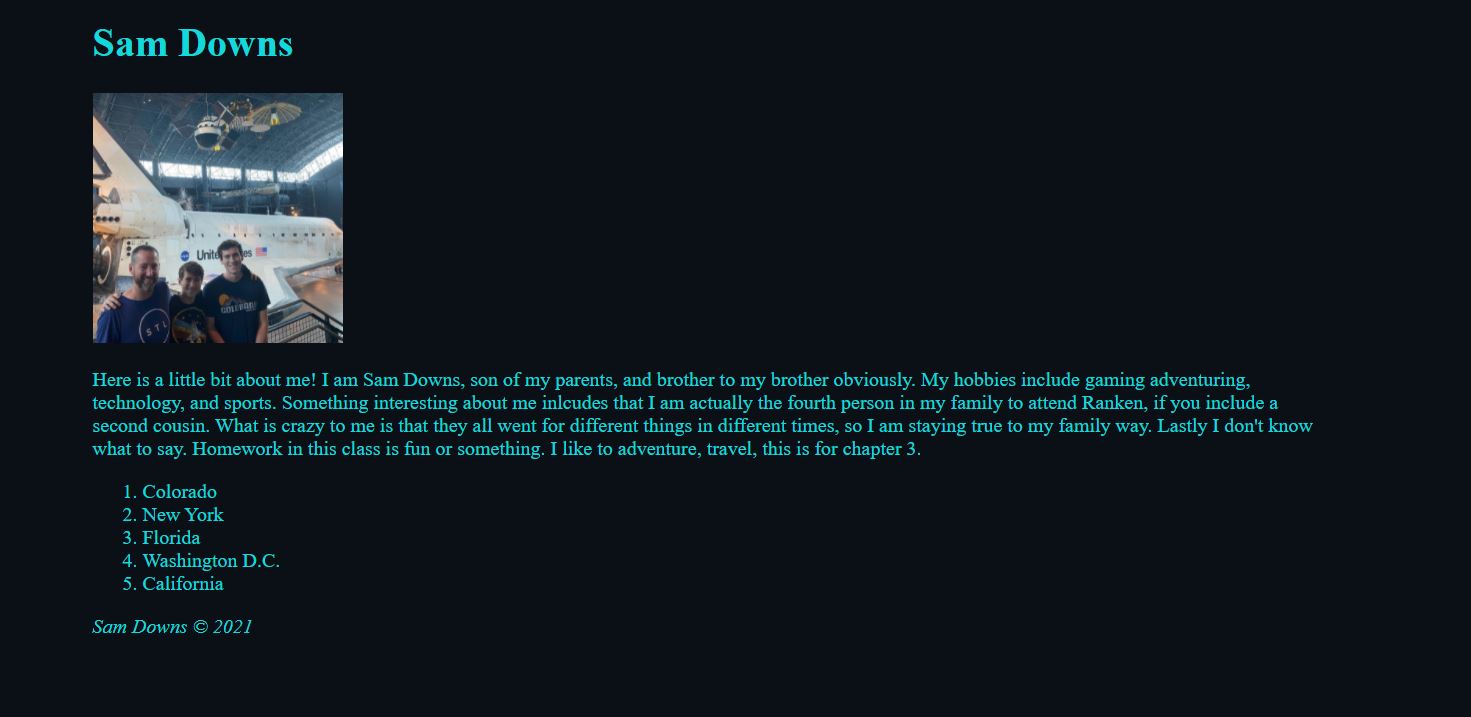 Sam Downs
United es
STL
Here is a little bit about me! I am Sam Downs, son of my parents, and brother to my brother obviously. My hobbies include gaming adventuring,
technology, and sports. Something interesting about me inlcudes that I am actually the fourth person in my family to attend Ranken, if you include a
second cousin. What is crazy to me is that they all went for different things in different times, so I am staying true to my family way. Lastly I don't know
what to say. Homework in this class is fun or something. I like to adventure, travel, this is for chapter 3.
1. Colorado
2. New York
3. Florida
4. Washington D.C.
5. California
Sam Downs © 2021